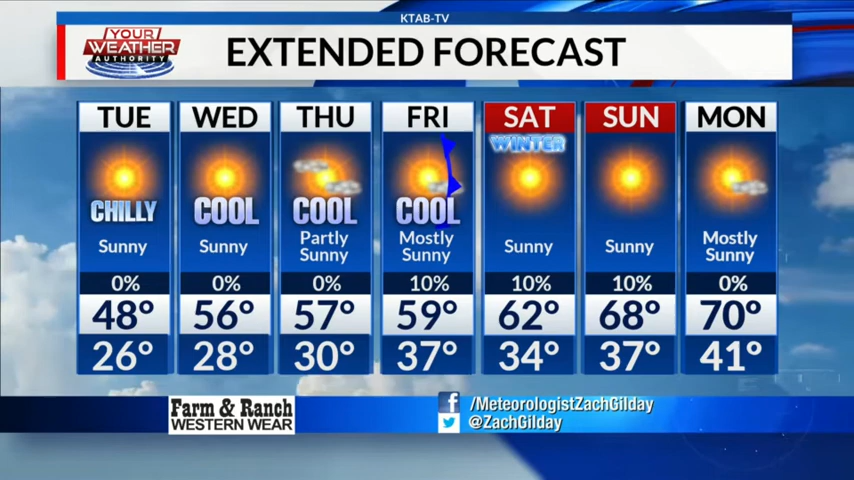 KTAB-TV
YOUR
WEATHER
AUTHORITY
EXTENDED FORECAST
TUE WED THU FRI SAT SUN MON
WINTER
CHILLY COOL COOL COOL
Sunny Sunny Partly Sunny Mostly Sunny Sunny Sunny Mostly Sunny
0% 0% 0% 10% 10% 10% 0%
48° 56° 57° 59° 62° 68° 70°
26° 28° 30° 37° 34° 37° 41°
Farm & Ranch
WESTERN WEAR
/MeteorologistZachGilday
@ZachGilday